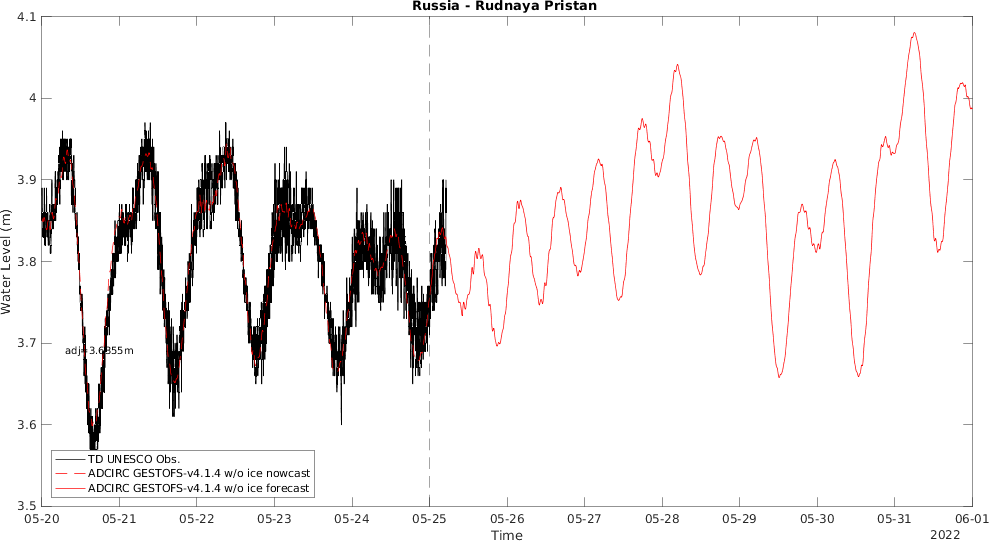 Russia - Rudnaya Pristan
4.1
4
3.9
3.8
3.7
3.6
3.5
Water Level (m)
adj=3.6855m
TD UNESCO Obs.
ADCIRC GESTOFS-v4.1.4 w/o ice nowcast
ADCIRC GESTOFS-v4.1.4 w/o ice forecast
05-20 05-21 05-22 05-23 05-24 05-25 05-26 05-27 05-28 05-29 05-30 05-31 06-01
Time
2022